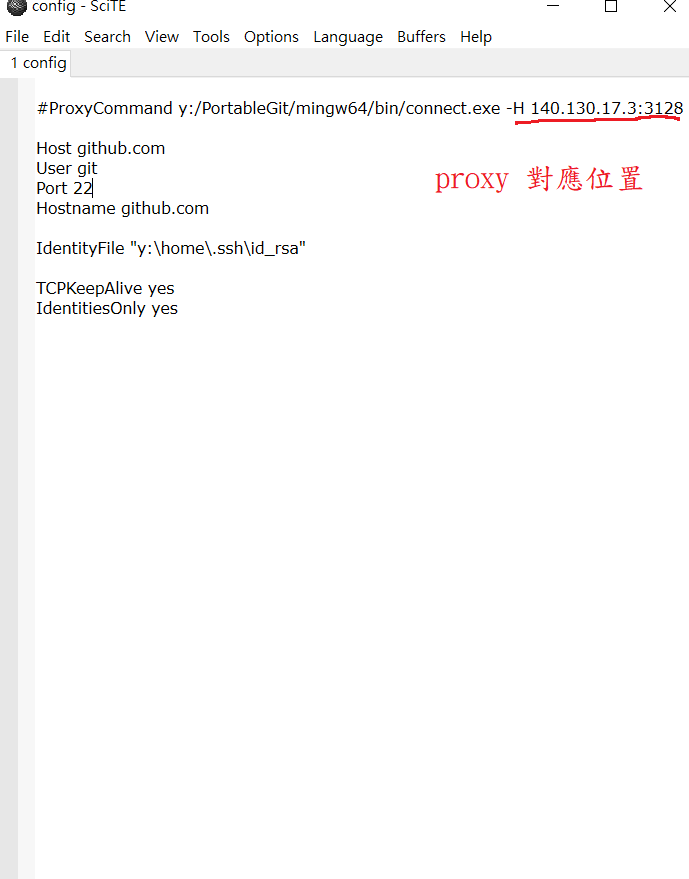 config - SciTE
File Edit Search View Tools Options Language Buffers Help
1 config
#ProxyCommand y:/PortableGit/mingw64/bin/connect.exe -H 140.130.17.3:3128
Host github.com
User git
proxy 對應位置
Port 22
Hostname github.com
IdentityFile "y:\home\.ssh\id_rsa"
TCPKeepAlive yes
IdentitiesOnly yes